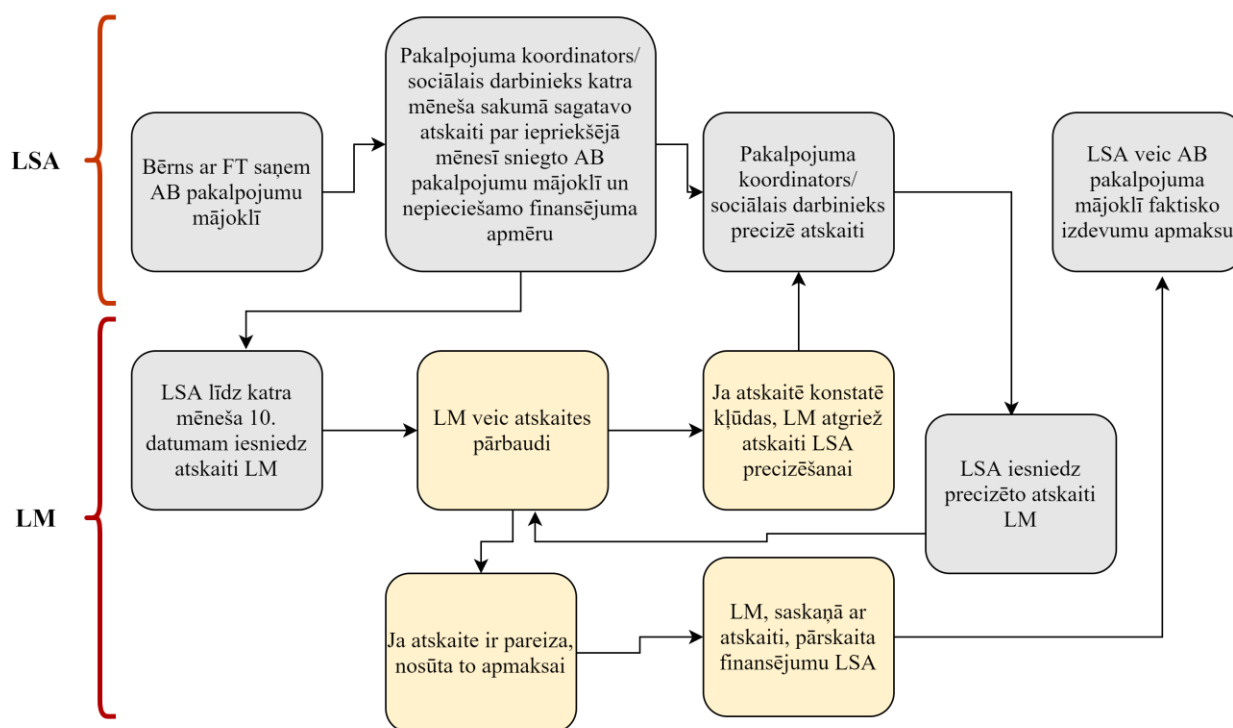 LSA
Bērns ar FT saņem
AB pakalpojumu
mājoklī
Pakalpojuma koordinators/
sociālais darbinieks katra
mēneša sakumā sagatavo
atskaiti par iepriekšējā
mēnesī sniegto AB
pakalpojumu mājoklī un
nepieciešamo finansējuma
apmēru
Pakalpojuma
koordinators/
sociālais darbinieks
precizē atskaiti
LSA veic AB
pakalpojuma
mājoklī faktisko
izdevumu apmaksu
LM
LSA līdz katra
mēneša 10.
datumam iesniedz
atskaiti LM
LM veic atskaites
pārbaudi
Ja atskaitē konstatē
kļūdas, LM atgriež
atskaiti LSA
precizēšanai
LSA iesniedz
precizēto atskaiti
LM
Ja atskaite ir pareiza,
nosūta to apmaksai
LM, saskaņā ar
atskaiti, pārskaita
finansējumu LSA